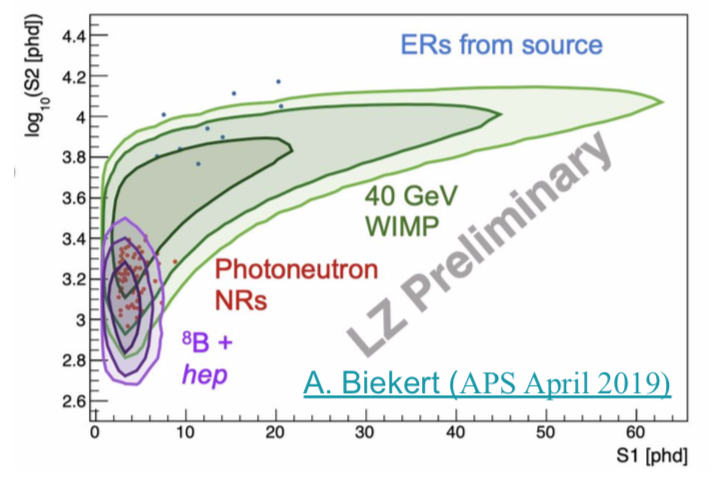 log10(S2 [phd])
4.4
4.2
4
3.8
3.6
3.4
3.2
3
2.8
2.6
ERs from source
40 GeV
WIMP
Photoneutron
NRs
⁸B +
hep
LZ Preliminary
A. Biekert (APS April 2019)
0 10 20 30 40 50 60
S1 [phd]